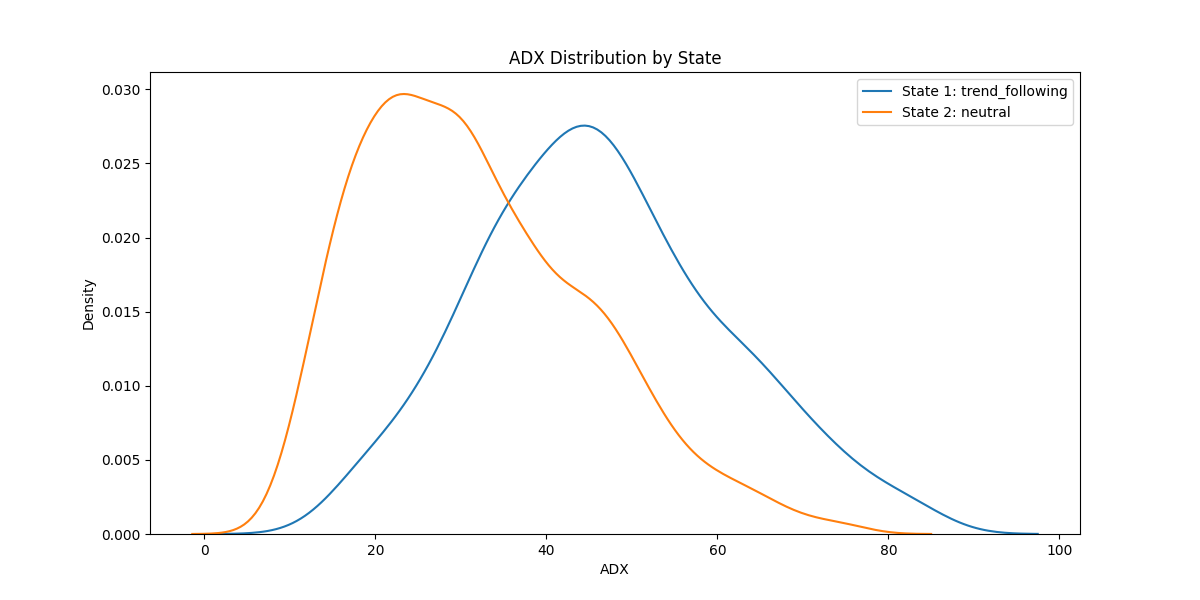 ADX Distribution by State
State 1: trend_following
State 2: neutral
Density
0.030
0.025
0.020
0.015
0.010
0.005
0.000
0 20 40 60 80 100
ADX